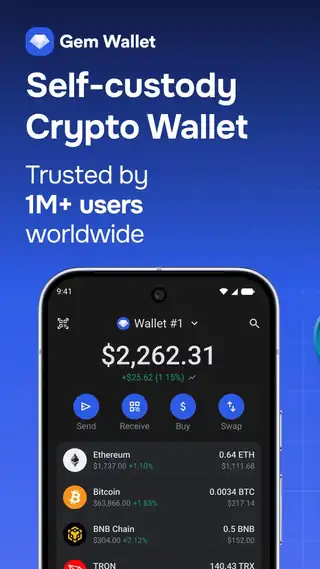 Gem Wallet
Self-custody
Crypto Wallet
Trusted by
1M+ users
worldwide
9:41
Wallet #1
$2,262.31
+$25.62 (1 15%)
Send Receive Buy Swap
Ethereum 0.64 ETH
$1,737.00 +1.10% $1,111.68
Bitcoin 0.0034 BTC
$63,866.00 +1.83% $217.14
BNB Chain 0.5 BNB
$304.00 +2.12% $152.00
TRON 140.43 TRX